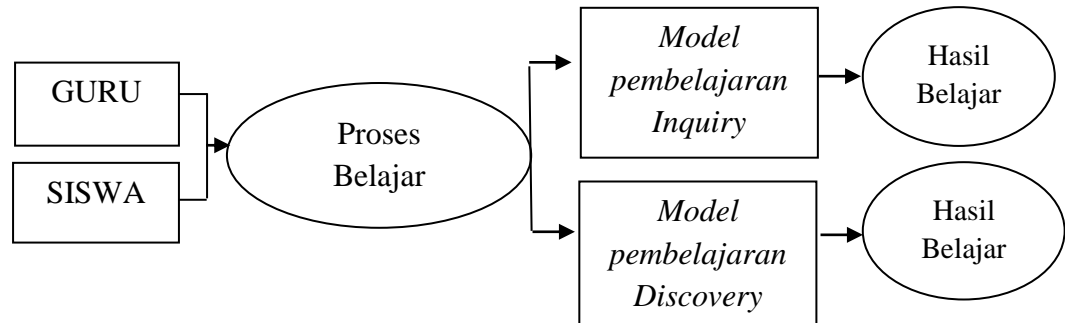 GURU
SISWA
Proses
Belajar
Model
pembelajaran
Inquiry
Hasil
Belajar
Model
pembelajaran
Discovery
Hasil
Belajar